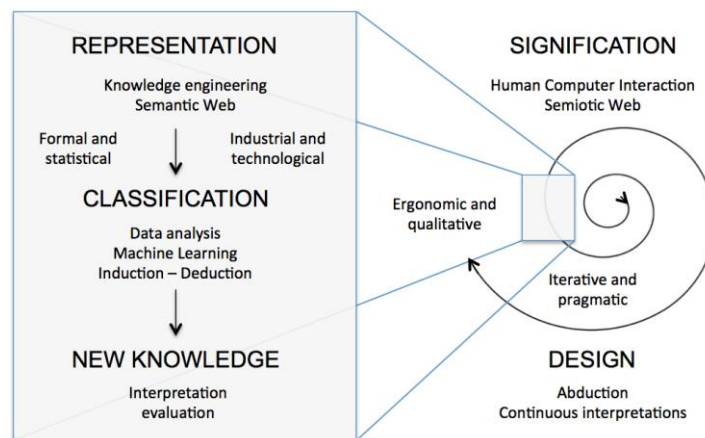 REPRESENTATION
Knowledge engineering
Semantic Web
Formal and
statistical
Industrial and
technological
CLASSIFICATION
Data analysis
Machine Learning
Induction – Deduction
NEW KNOWLEDGE
Interpretation
evaluation
SIGNIFICATION
Human Computer Interaction
Semiotic Web
Ergonomic and
qualitative
Iterative and
pragmatic
DESIGN
Abduction
Continuous interpretations